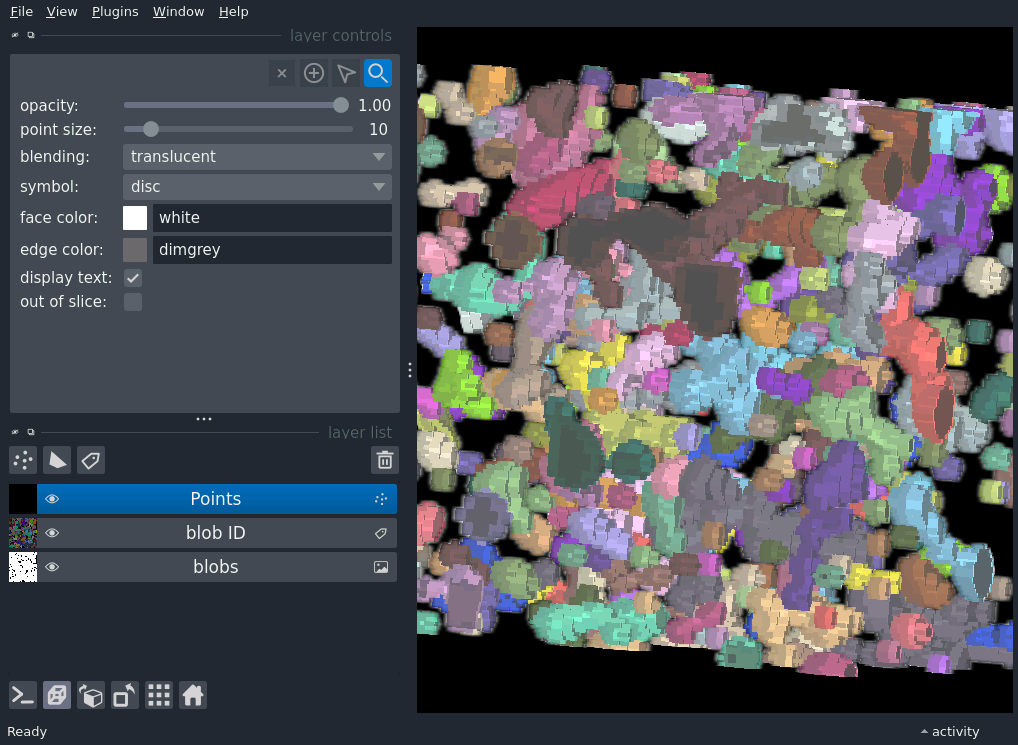 File View Plugins Window Help
layer controls
opacity: 1.00
point size: 10
blending: translucent
symbol: disc
face color: white
edge color: dimgrey
display text:
out of slice:
layer list
Points
blob ID
blobs
Ready activity